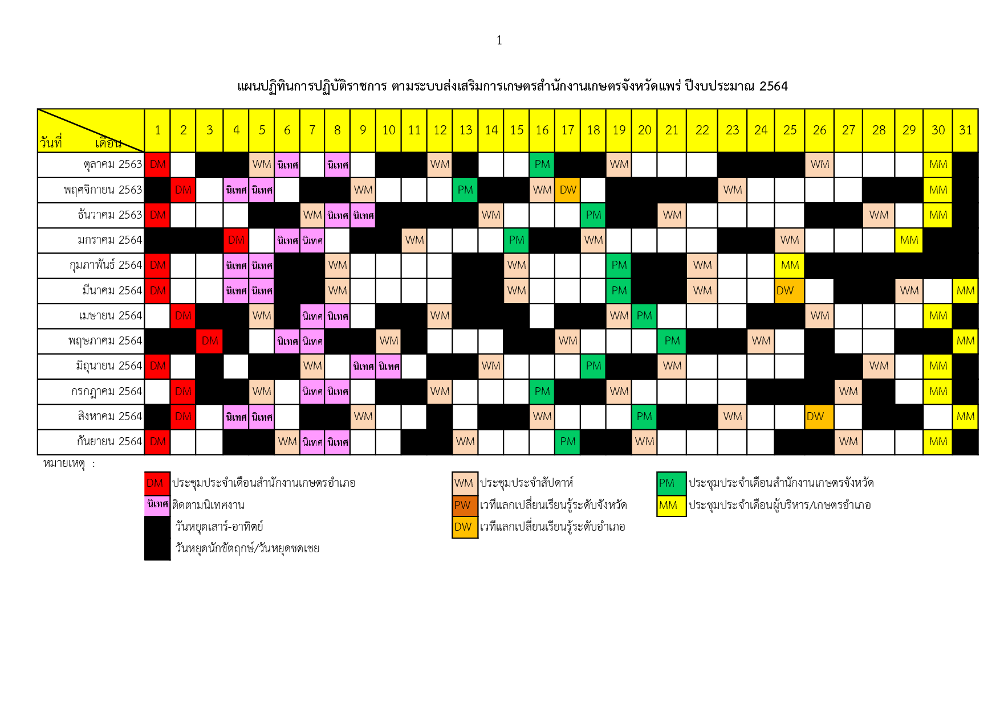 1
แผนปฏิทินการปฏิบัติราชการ ตามระบบส่งเสริมการเกษตรสำนักงานเกษตรจังหวัดแพร่ ปีงบประมาณ 2564
วันที่ เดือน 1 2 3 4 5 6 7 8 9 10 11 12 13 14 15 16 17 18 19 20 21 22 23 24 25 26 27 28 29 30 31
ตุลาคม 2563 DM WM นิเทศ นิเทศ WM PM WM WM MM
พฤศจิกายน 2563 DM นิเทศ นิเทศ WM PM WM DW WM MM
ธันวาคม 2563 DM WM นิเทศ นิเทศ WM PM WM WM MM
มกราคม 2564 DM นิเทศ นิเทศ WM PM WM WM MM
กุมภาพันธ์ 2564 DM นิเทศ นิเทศ WM WM PM WM MM
มีนาคม 2564 DM นิเทศ นิเทศ WM WM PM WM DW WM MM
เมษายน 2564 DM WM นิเทศ นิเทศ WM WM PM WM MM
พฤษภาคม 2564 DM นิเทศ นิเทศ WM WM PM WM MM
มิถุนายน 2564 DM WM นิเทศ นิเทศ WM PM WM WM MM
กรกฎาคม 2564 DM WM นิเทศ นิเทศ WM PM WM WM MM
สิงหาคม 2564 DM นิเทศ นิเทศ WM WM PM WM DW MM
กันยายน 2564 DM WM นิเทศ นิเทศ WM PM WM WM MM
หมายเหตุ :
DM ประชุมประจำเดือนสำนักงานเกษตรอำเภอ WM ประชุมประจำสัปดาห์ PM ประชุมประจำเดือนสำนักงานเกษตรจังหวัด
นิเทศ ติดตามนิเทศงาน PW เวทีแลกเปลี่ยนเรียนรู้ระดับจังหวัด MM ประชุมประจำเดือนผู้บริหาร/เกษตรอำเภอ
วันหยุดเสาร์-อาทิตย์ DW เวทีแลกเปลี่ยนเรียนรู้ระดับอำเภอ
วันหยุดนักขัตฤกษ์/วันหยุดชดเชย